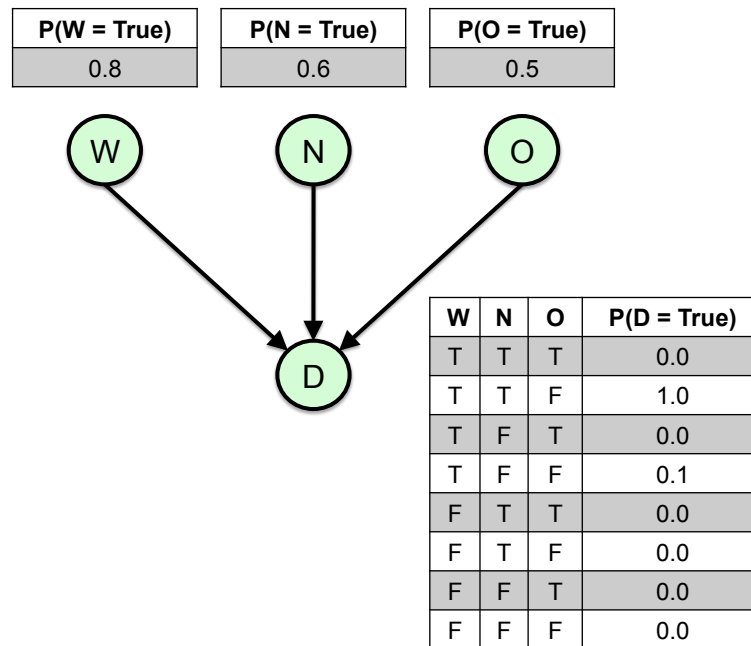 P(W = True) P(N = True) P(O = True)
0.8 0.6 0.5
W N O
D
W N O P(D = True)
T T T 0.0
T T F 1.0
T F T 0.0
T F F 0.1
F T T 0.0
F T F 0.0
F F T 0.0
F F F 0.0